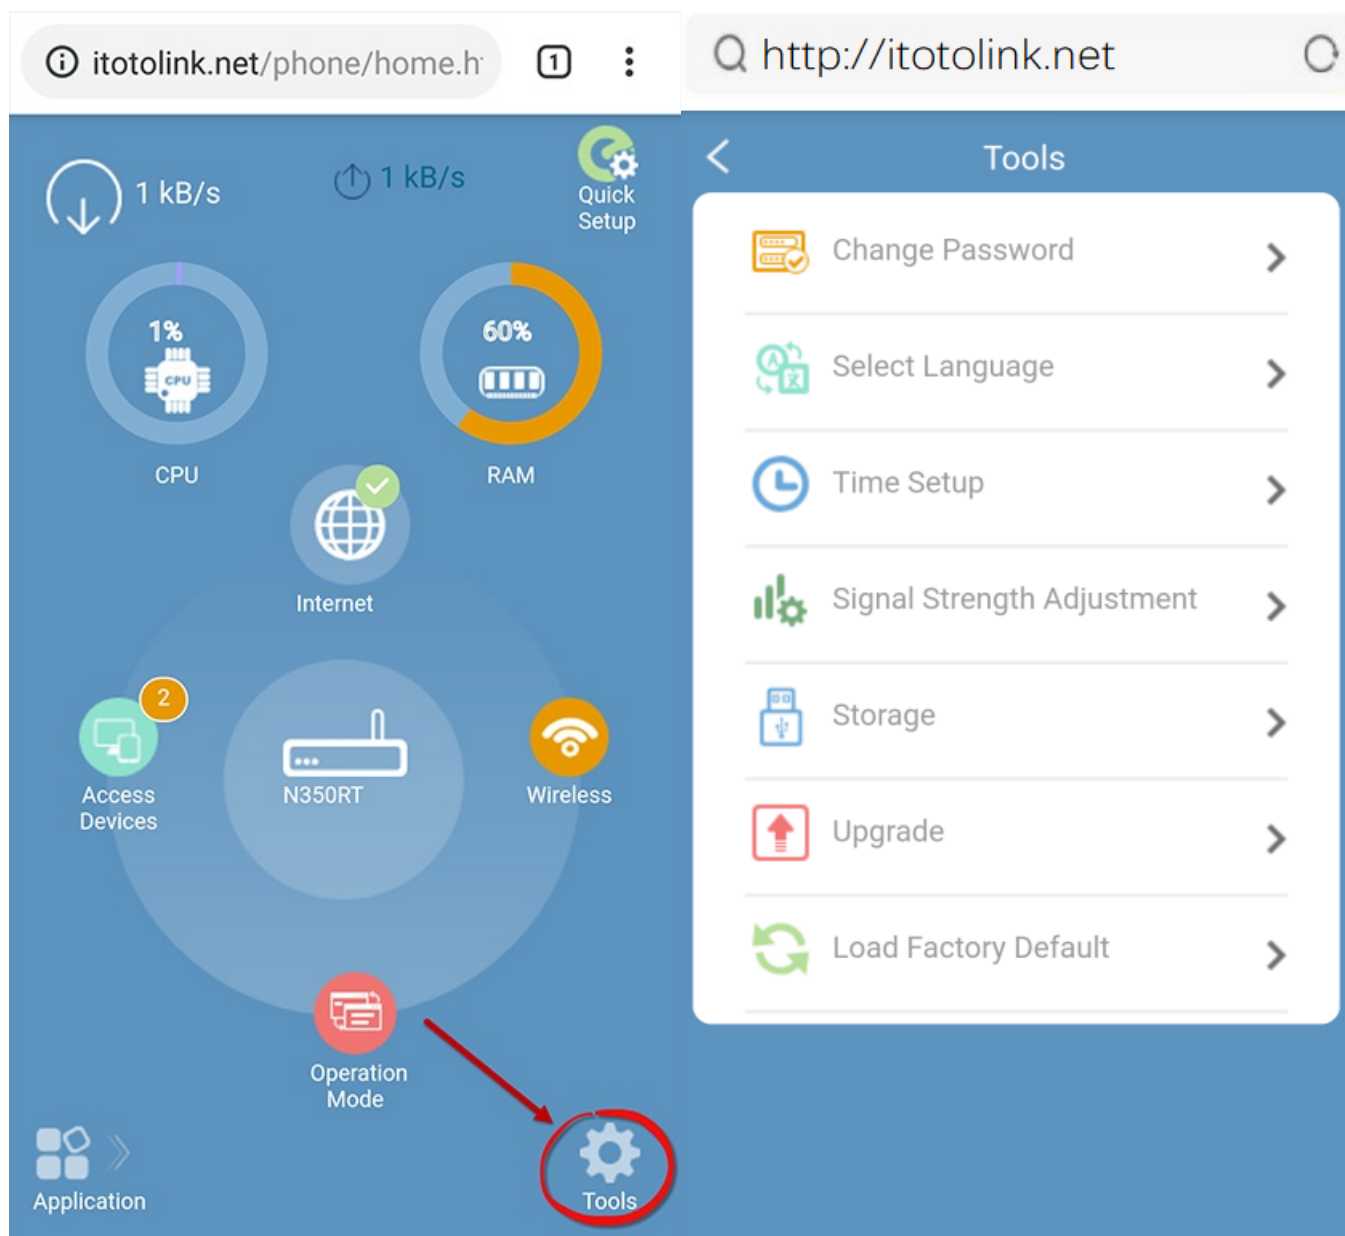 itotolink.net/phone/home.h
1
1 kB/s
1 kB/s
Quick
Setup
1%
CPU
CPU
60%
RAM
Internet
2
Access
Devices
N350RT
Wireless
Operation
Mode
Application
Tools
http://itotolink.net
Tools
Change Password
Select Language
Time Setup
Signal Strength Adjustment
Storage
Upgrade
Load Factory Default